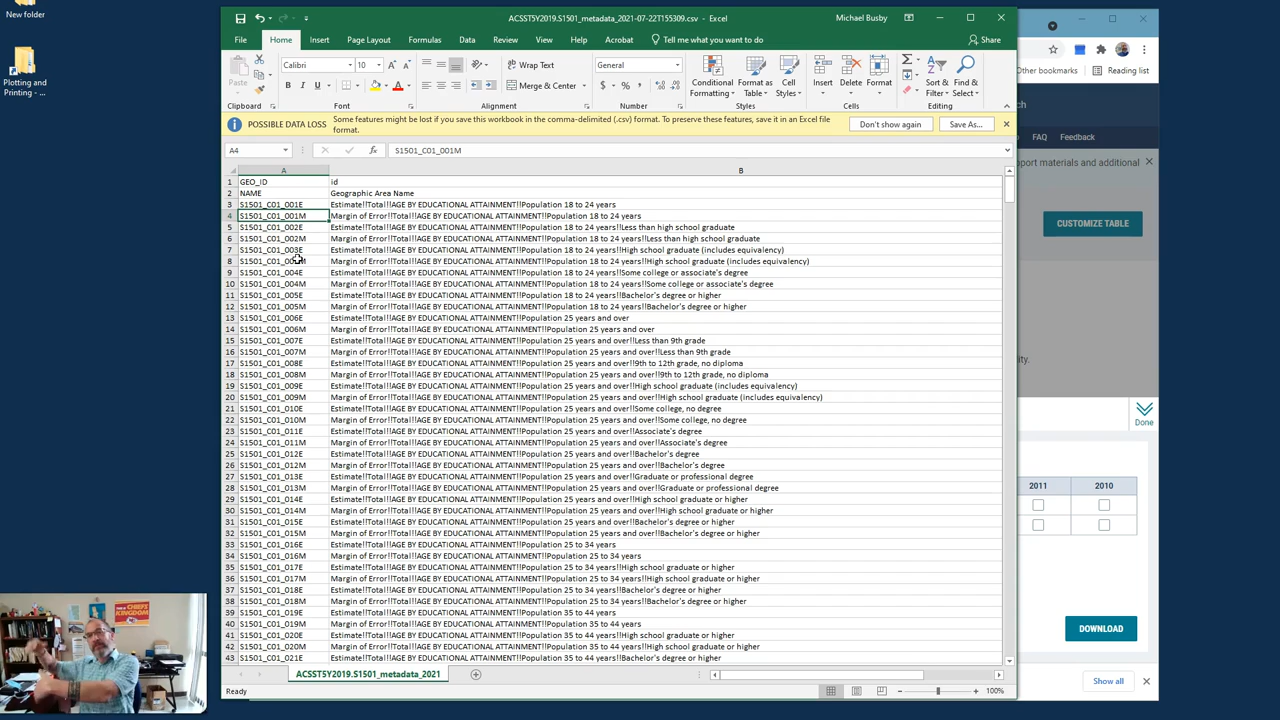 New folder
Plotting and
Printing - ...
ACSST5Y2019.S1501_metadata_2021-07-22T155309.csv - Excel
Michael Busby
File Home Insert Page Layout Formulas Data Review View Help Acrobat Tell me what you want to do Share
Paste
Calibri 10
Wrap Text
General
Conditional
Formatting
Format as
Table
Cell
Styles
Insert Delete Format
Sort &
Filter
Find &
Select
B I U
Merge & Center
$ % ,
Clipboard Font Alignment Number Styles Cells Editing
POSSIBLE DATA LOSS Some features might be lost if you save this workbook in the comma-delimited (.csv) format. To preserve these features, save it in an Excel file
format.
Don't show again Save As...
A4 fx S1501_C01_001M
A B
1 GEO_ID id
2 NAME Geographic Area Name
3 S1501_C01_001E Estimate!!Total!!AGE BY EDUCATIONAL ATTAINMENT!!Population 18 to 24 years
4 S1501_C01_001M Margin of Error!!Total!!AGE BY EDUCATIONAL ATTAINMENT!!Population 18 to 24 years
5 S1501_C01_002E Estimate!!Total!!AGE BY EDUCATIONAL ATTAINMENT!!Population 18 to 24 years!!Less than high school graduate
6 S1501_C01_002M Margin of Error!!Total!!AGE BY EDUCATIONAL ATTAINMENT!!Population 18 to 24 years!!Less than high school graduate
7 S1501_C01_003E Estimate!!Total!!AGE BY EDUCATIONAL ATTAINMENT!!Population 18 to 24 years!!High school graduate (includes equivalency)
8 S1501_C01_003M Margin of Error!!Total!!AGE BY EDUCATIONAL ATTAINMENT!!Population 18 to 24 years!!High school graduate (includes equivalency)
9 S1501_C01_004E Estimate!!Total!!AGE BY EDUCATIONAL ATTAINMENT!!Population 18 to 24 years!!Some college or associate's degree
10 S1501_C01_004M Margin of Error!!Total!!AGE BY EDUCATIONAL ATTAINMENT!!Population 18 to 24 years!!Some college or associate's degree
11 S1501_C01_005E Estimate!!Total!!AGE BY EDUCATIONAL ATTAINMENT!!Population 18 to 24 years!!Bachelor's degree or higher
12 S1501_C01_005M Margin of Error!!Total!!AGE BY EDUCATIONAL ATTAINMENT!!Population 18 to 24 years!!Bachelor's degree or higher
13 S1501_C01_006E Estimate!!Total!!AGE BY EDUCATIONAL ATTAINMENT!!Population 25 years and over
14 S1501_C01_006M Margin of Error!!Total!!AGE BY EDUCATIONAL ATTAINMENT!!Population 25 years and over
15 S1501_C01_007E Estimate!!Total!!AGE BY EDUCATIONAL ATTAINMENT!!Population 25 years and over!!Less than 9th grade
16 S1501_C01_007M Margin of Error!!Total!!AGE BY EDUCATIONAL ATTAINMENT!!Population 25 years and over!!Less than 9th grade
17 S1501_C01_008E Estimate!!Total!!AGE BY EDUCATIONAL ATTAINMENT!!Population 25 years and over!!9th to 12th grade, no diploma
18 S1501_C01_008M Margin of Error!!Total!!AGE BY EDUCATIONAL ATTAINMENT!!Population 25 years and over!!9th to 12th grade, no diploma
19 S1501_C01_009E Estimate!!Total!!AGE BY EDUCATIONAL ATTAINMENT!!Population 25 years and over!!High school graduate (includes equivalency)
20 S1501_C01_009M Margin of Error!!Total!!AGE BY EDUCATIONAL ATTAINMENT!!Population 25 years and over!!High school graduate (includes equivalency)
21 S1501_C01_010E Estimate!!Total!!AGE BY EDUCATIONAL ATTAINMENT!!Population 25 years and over!!Some college, no degree
22 S1501_C01_010M Margin of Error!!Total!!AGE BY EDUCATIONAL ATTAINMENT!!Population 25 years and over!!Some college, no degree
23 S1501_C01_011E Estimate!!Total!!AGE BY EDUCATIONAL ATTAINMENT!!Population 25 years and over!!Associate's degree
24 S1501_C01_011M Margin of Error!!Total!!AGE BY EDUCATIONAL ATTAINMENT!!Population 25 years and over!!Associate's degree
25 S1501_C01_012E Estimate!!Total!!AGE BY EDUCATIONAL ATTAINMENT!!Population 25 years and over!!Bachelor's degree
26 S1501_C01_012M Margin of Error!!Total!!AGE BY EDUCATIONAL ATTAINMENT!!Population 25 years and over!!Bachelor's degree
27 S1501_C01_013E Estimate!!Total!!AGE BY EDUCATIONAL ATTAINMENT!!Population 25 years and over!!Graduate or professional degree
28 S1501_C01_013M Margin of Error!!Total!!AGE BY EDUCATIONAL ATTAINMENT!!Population 25 years and over!!Graduate or professional degree
29 S1501_C01_014E Estimate!!Total!!AGE BY EDUCATIONAL ATTAINMENT!!Population 25 years and over!!High school graduate or higher
30 S1501_C01_014M Margin of Error!!Total!!AGE BY EDUCATIONAL ATTAINMENT!!Population 25 years and over!!High school graduate or higher
31 S1501_C01_015E Estimate!!Total!!AGE BY EDUCATIONAL ATTAINMENT!!Population 25 years and over!!Bachelor's degree or higher
32 S1501_C01_015M Margin of Error!!Total!!AGE BY EDUCATIONAL ATTAINMENT!!Population 25 years and over!!Bachelor's degree or higher
33 S1501_C01_016E Estimate!!Total!!AGE BY EDUCATIONAL ATTAINMENT!!Population 25 to 34 years
34 S1501_C01_016M Margin of Error!!Total!!AGE BY EDUCATIONAL ATTAINMENT!!Population 25 to 34 years
35 S1501_C01_017E Estimate!!Total!!AGE BY EDUCATIONAL ATTAINMENT!!Population 25 to 34 years!!High school graduate or higher
36 S1501_C01_017M Margin of Error!!Total!!AGE BY EDUCATIONAL ATTAINMENT!!Population 25 to 34 years!!High school graduate or higher
37 S1501_C01_018E Estimate!!Total!!AGE BY EDUCATIONAL ATTAINMENT!!Population 25 to 34 years!!Bachelor's degree or higher
38 S1501_C01_018M Margin of Error!!Total!!AGE BY EDUCATIONAL ATTAINMENT!!Population 25 to 34 years!!Bachelor's degree or higher
39 S1501_C01_019E Estimate!!Total!!AGE BY EDUCATIONAL ATTAINMENT!!Population 35 to 44 years
40 S1501_C01_019M Margin of Error!!Total!!AGE BY EDUCATIONAL ATTAINMENT!!Population 35 to 44 years
41 S1501_C01_020E Estimate!!Total!!AGE BY EDUCATIONAL ATTAINMENT!!Population 35 to 44 years!!High school graduate or higher
42 S1501_C01_020M Margin of Error!!Total!!AGE BY EDUCATIONAL ATTAINMENT!!Population 35 to 44 years!!High school graduate or higher
43 S1501_C01_021E Estimate!!Total!!AGE BY EDUCATIONAL ATTAINMENT!!Population 35 to 44 years!!Bachelor's degree or higher
ACSST5Y2019.S1501_metadata_2021
Ready
100%
Other bookmarks Reading list
FAQ Feedback
port materials and additional
CUSTOMIZE TABLE
Done
2011 2010
DOWNLOAD
Show all
CHIEFS
KINGDOM